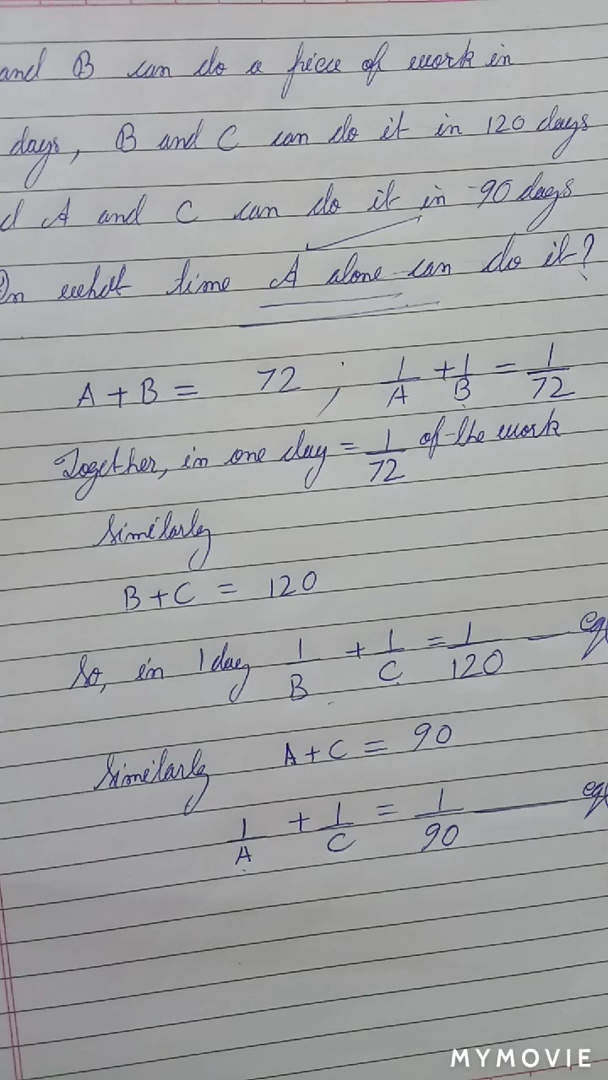 and B can do a piece of work in
days, B and C can do it in 120 days
d A and C can do it in 90 days
In what time A alone can do it?
A + B = 72 ; 1/A + 1/B = 1/72
Together, in one day = 1/72 of the work
Similarly
B + C = 120
So, in 1 day 1/B + 1/C = 1/120 — eq
Similarly A + C = 90
1/A + 1/C = 1/90 — eq
MYMOVIE